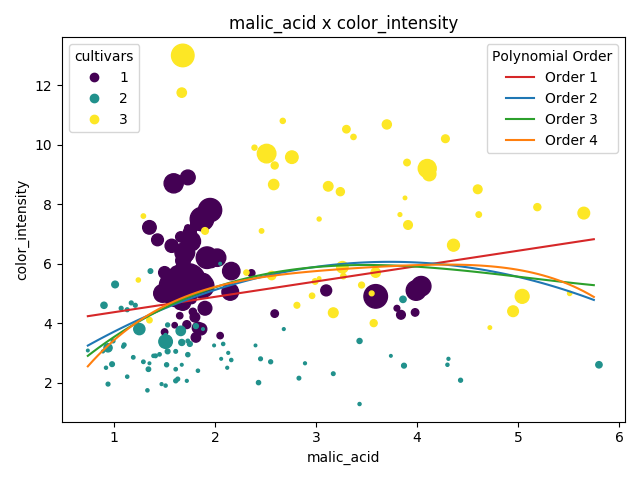 malic_acid x color_intensity
cultivars
1
2
3
Polynomial Order
Order 1
Order 2
Order 3
Order 4
color_intensity
12
10
8
6
4
2
1
2
3
4
5
6
malic_acid